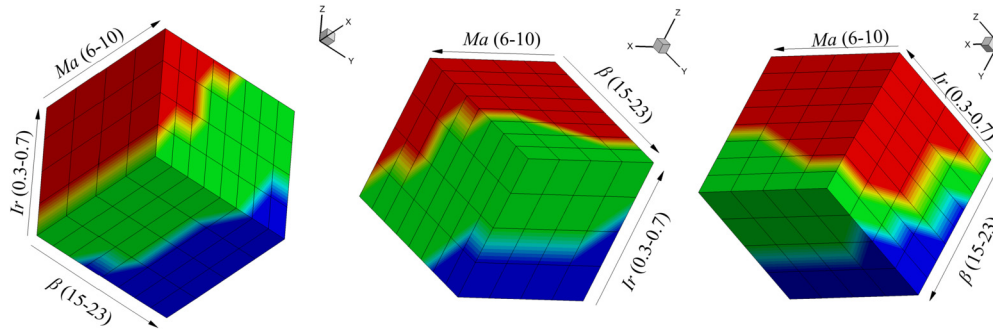 Ma (6-10)
Ir (0.3-0.7)
β (15-23)
Z
X
Y
Ma (6-10)
β (15-23)
Ir (0.3-0.7)
Z
X
Y
Ma (6-10)
Ir (0.3-0.7)
β (15-23)
Z
X
Y